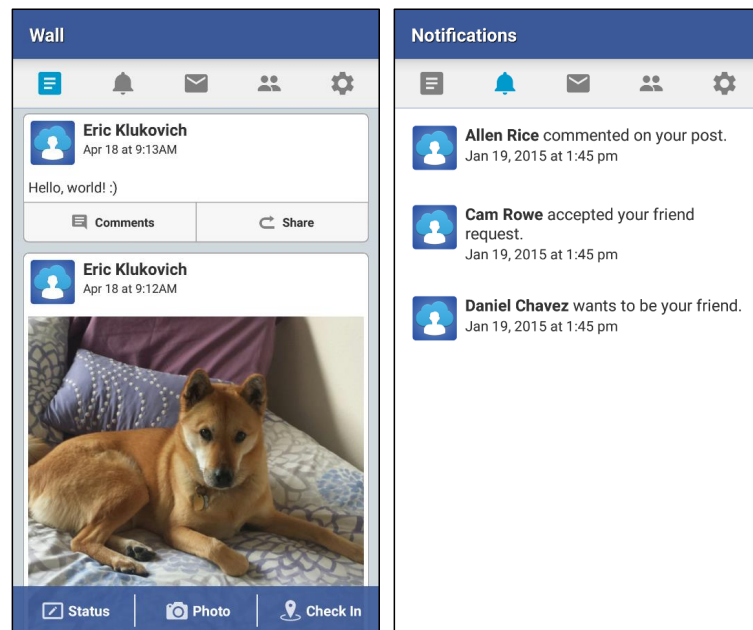 Wall
Eric Klukovich
Apr 18 at 9:13AM
Hello, world! :)
Comments
Share
Eric Klukovich
Apr 18 at 9:12AM
Status
Photo
Check In
Notifications
Allen Rice commented on your post.
Jan 19, 2015 at 1:45 pm
Cam Rowe accepted your friend
request.
Jan 19, 2015 at 1:45 pm
Daniel Chavez wants to be your friend.
Jan 19, 2015 at 1:45 pm